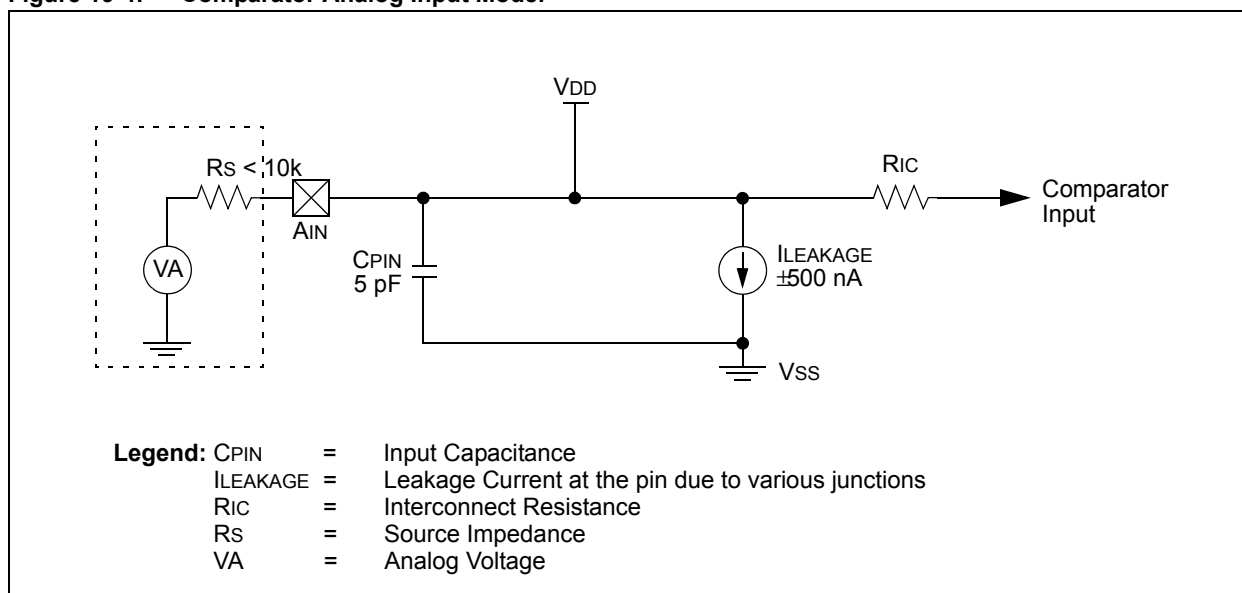 Figure 19-4: Comparator Analog Input Model
VDD
RS < 10k
RIC
AIN
Comparator
Input
CPIN
5 pF
ILEAKAGE
±500 nA
VA
VSS
Legend: CPIN = Input Capacitance
ILEAKAGE = Leakage Current at the pin due to various junctions
RIC = Interconnect Resistance
RS = Source Impedance
VA = Analog Voltage